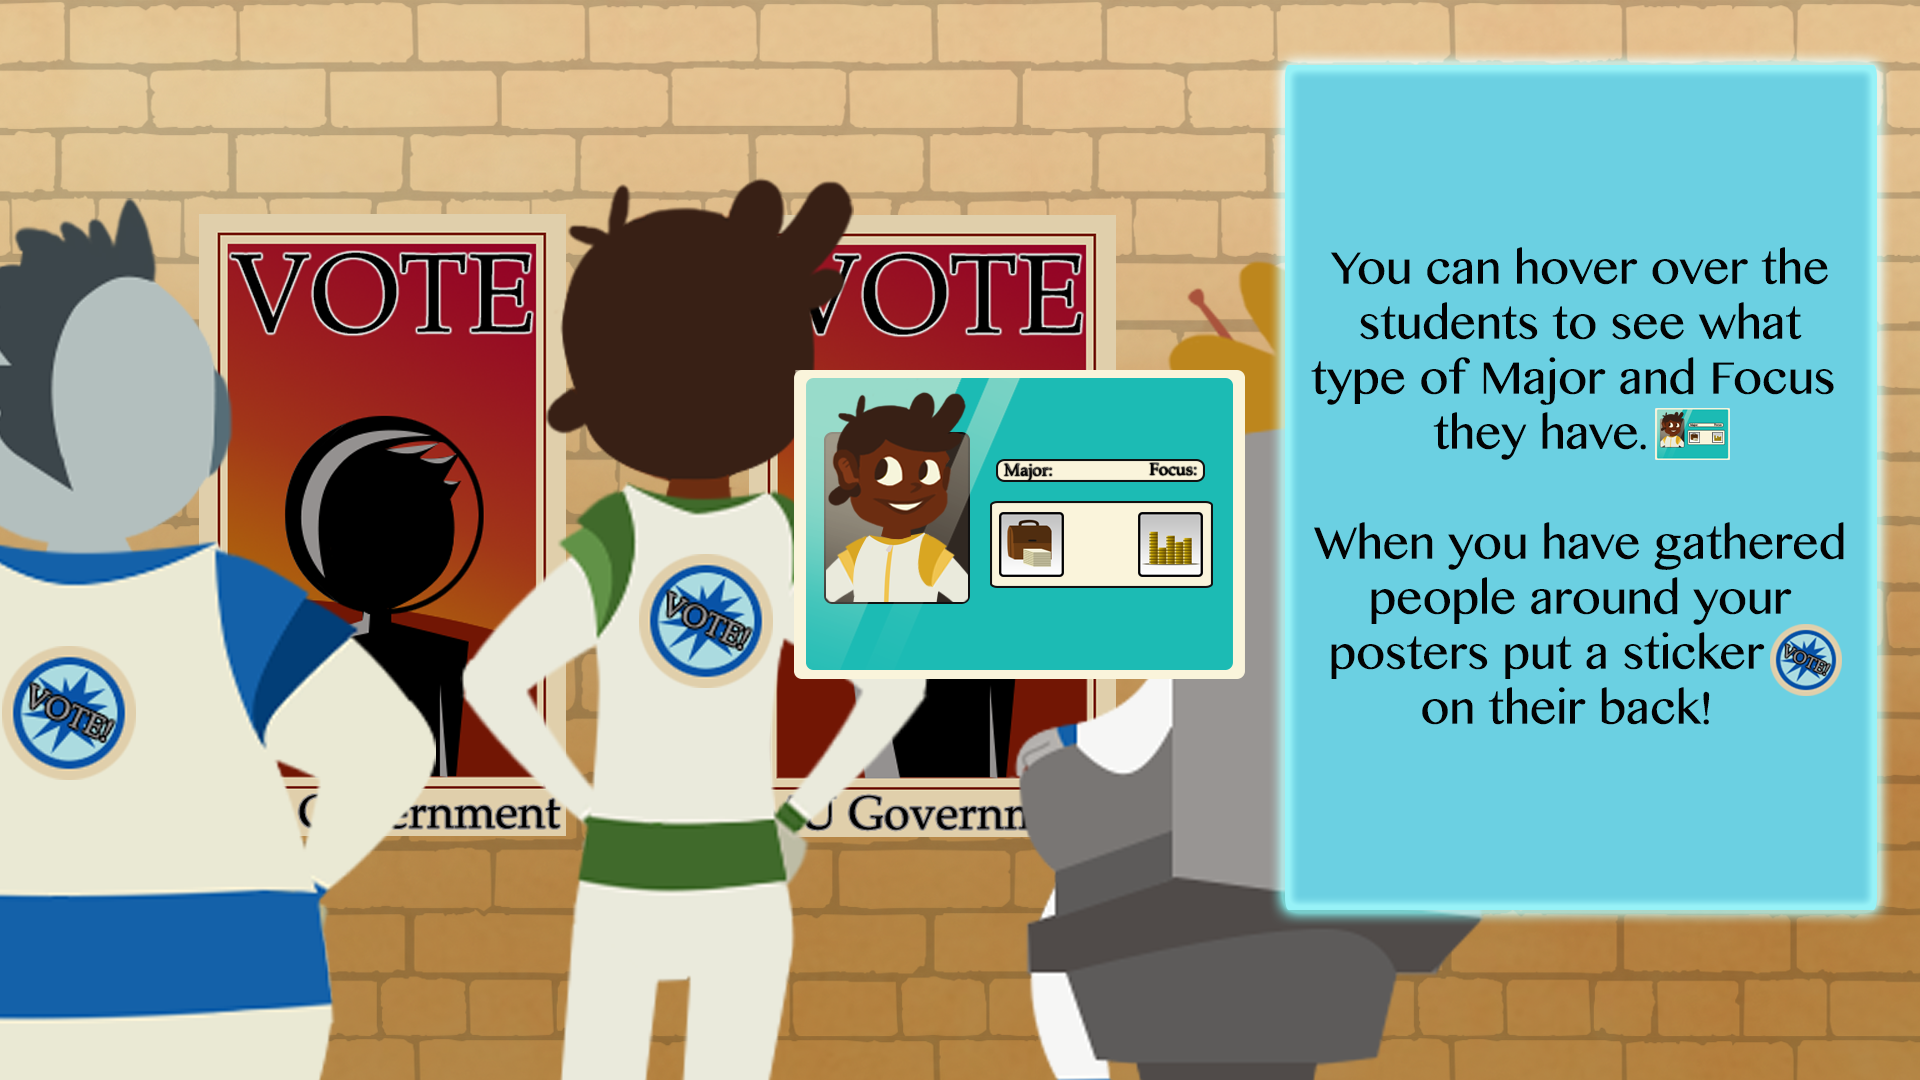 VOTE
VOTE
VOTE!
VOTE!
ernment
U Governn
Major: Focus:
You can hover over the
students to see what
type of Major and Focus
they have.
When you have gathered
people around your
posters put a sticker
VOTE!
on their back!